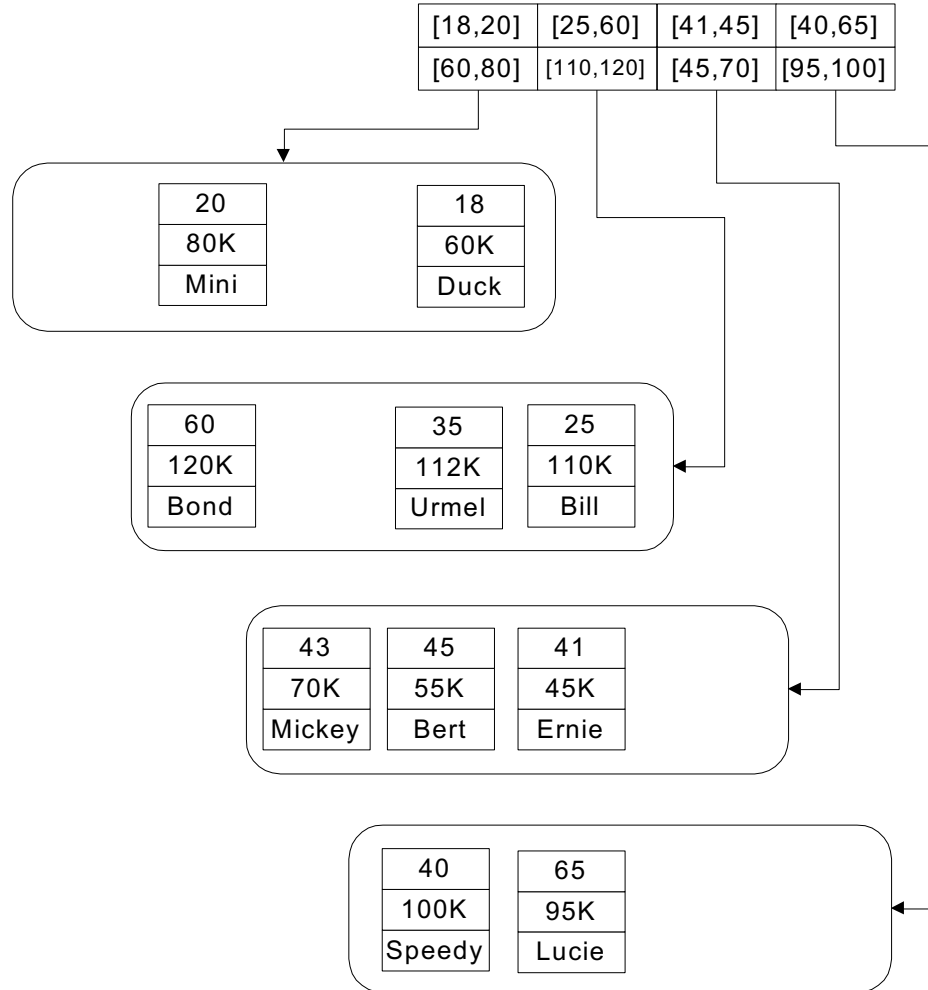 [18,20] [25,60] [41,45] [40,65]
[60,80] [110,120] [45,70] [95,100]
20 18
80K 60K
Mini Duck
60 35 25
120K 112K 110K
Bond Urmel Bill
43 45 41
70K 55K 45K
Mickey Bert Ernie
40 65
100K 95K
Speedy Lucie